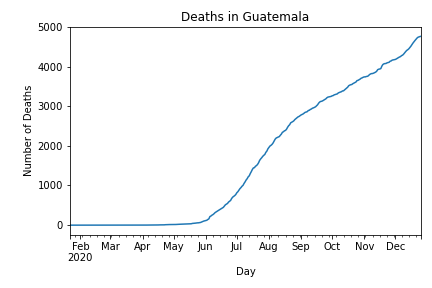 Deaths in Guatemala
5000
4000
3000
2000
1000
0
Number of Deaths
Feb Mar Apr May Jun Jul Aug Sep Oct Nov Dec
2020
Day